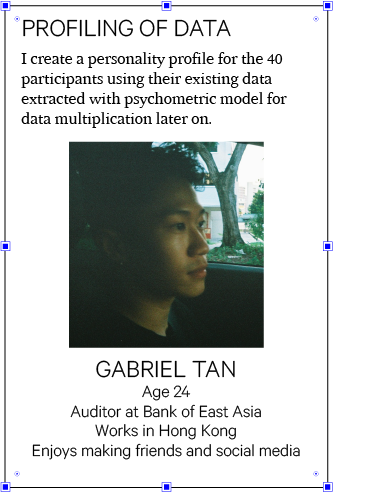 PROFILING OF DATA
I create a personality profile for the 40
participants using their existing data
extracted with psychometric model for
data multiplication later on.
GABRIEL TAN
Age 24
Auditor at Bank of East Asia
Works in Hong Kong
Enjoys making friends and social media